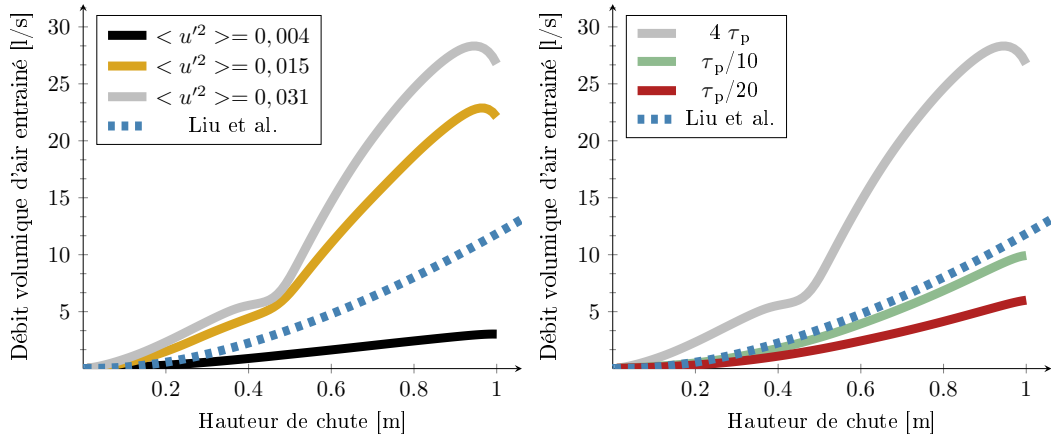 Débit volumique d'air entrainé [l/s]
30
25
20
15
10
5
< u'² >= 0, 004
< u'² >= 0, 015
< u'² >= 0, 031
Liu et al.
0.2 0.4 0.6 0.8 1
Hauteur de chute [m]
Débit volumique d'air entrainé [l/s]
30
25
20
15
10
5
4 τp
τp/10
τp/20
Liu et al.
0.2 0.4 0.6 0.8 1
Hauteur de chute [m]